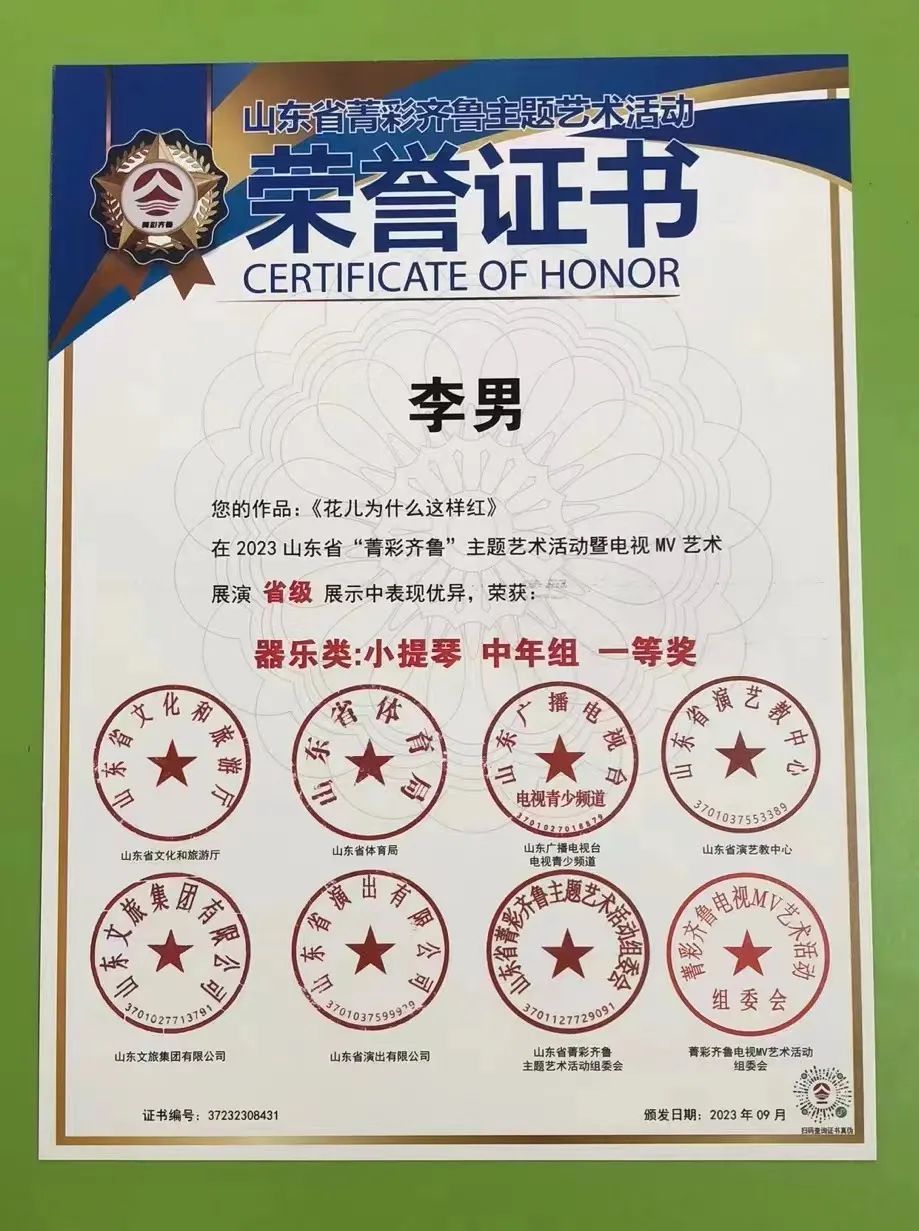 山东省菁彩齐鲁主题艺术活动
荣誉证书
菁彩齐鲁
CERTIFICATE OF HONOR
李男
您的作品：《花儿为什么这样红》
在 2023 山东省“菁彩齐鲁”主题艺术活动暨电视 MV 艺术
展演 省级 展示中表现优异，荣获：
器乐类:小提琴 中年组 一等奖
山东省文化和旅游厅
山东省体育局
山东广播电视台
电视青少频道
3701027018879
山东省演艺教中心
3701037553389
山东省文化和旅游厅
山东省体育局
山东广播电视台
电视青少频道
山东省演艺教中心
山东文旅集团有限公司
3701027713791
山东省演出有限公司
山东省菁彩齐鲁主题艺术活动组委会
3701127729091
菁彩齐鲁电视MV艺术活动
组委会
山东文旅集团有限公司
山东省演出有限公司
山东省菁彩齐鲁
主题艺术活动组委会
菁彩齐鲁电视MV艺术活动
组委会
证书编号：37232308431
颁发日期：2023 年 09 月
扫码查询证书真伪